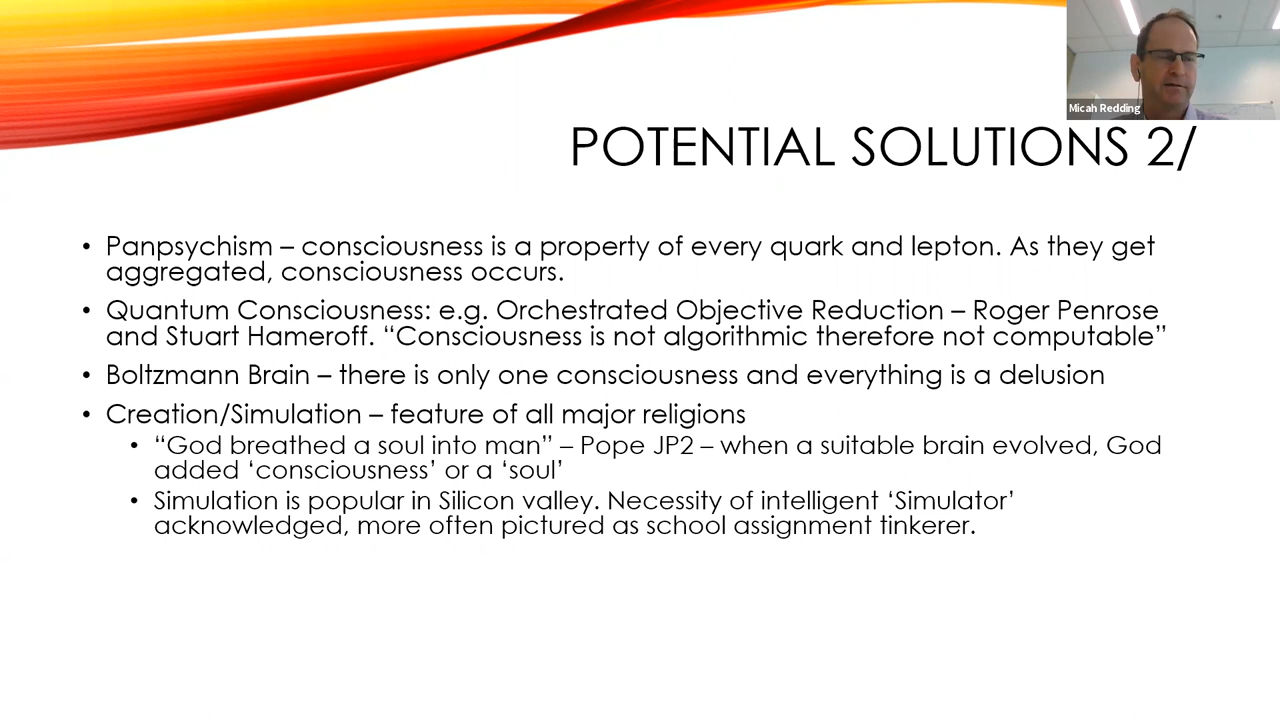 Micah Redding
POTENTIAL SOLUTIONS 2/
• Panpsychism – consciousness is a property of every quark and lepton. As they get
aggregated, consciousness occurs.
• Quantum Consciousness: e.g. Orchestrated Objective Reduction – Roger Penrose
and Stuart Hameroff. “Consciousness is not algorithmic therefore not computable”
• Boltzmann Brain – there is only one consciousness and everything is a delusion
• Creation/Simulation – feature of all major religions
• “God breathed a soul into man” – Pope JP2 – when a suitable brain evolved, God
added ‘consciousness’ or a ‘soul’
• Simulation is popular in Silicon valley. Necessity of intelligent ‘Simulator’
acknowledged, more often pictured as school assignment tinkerer.